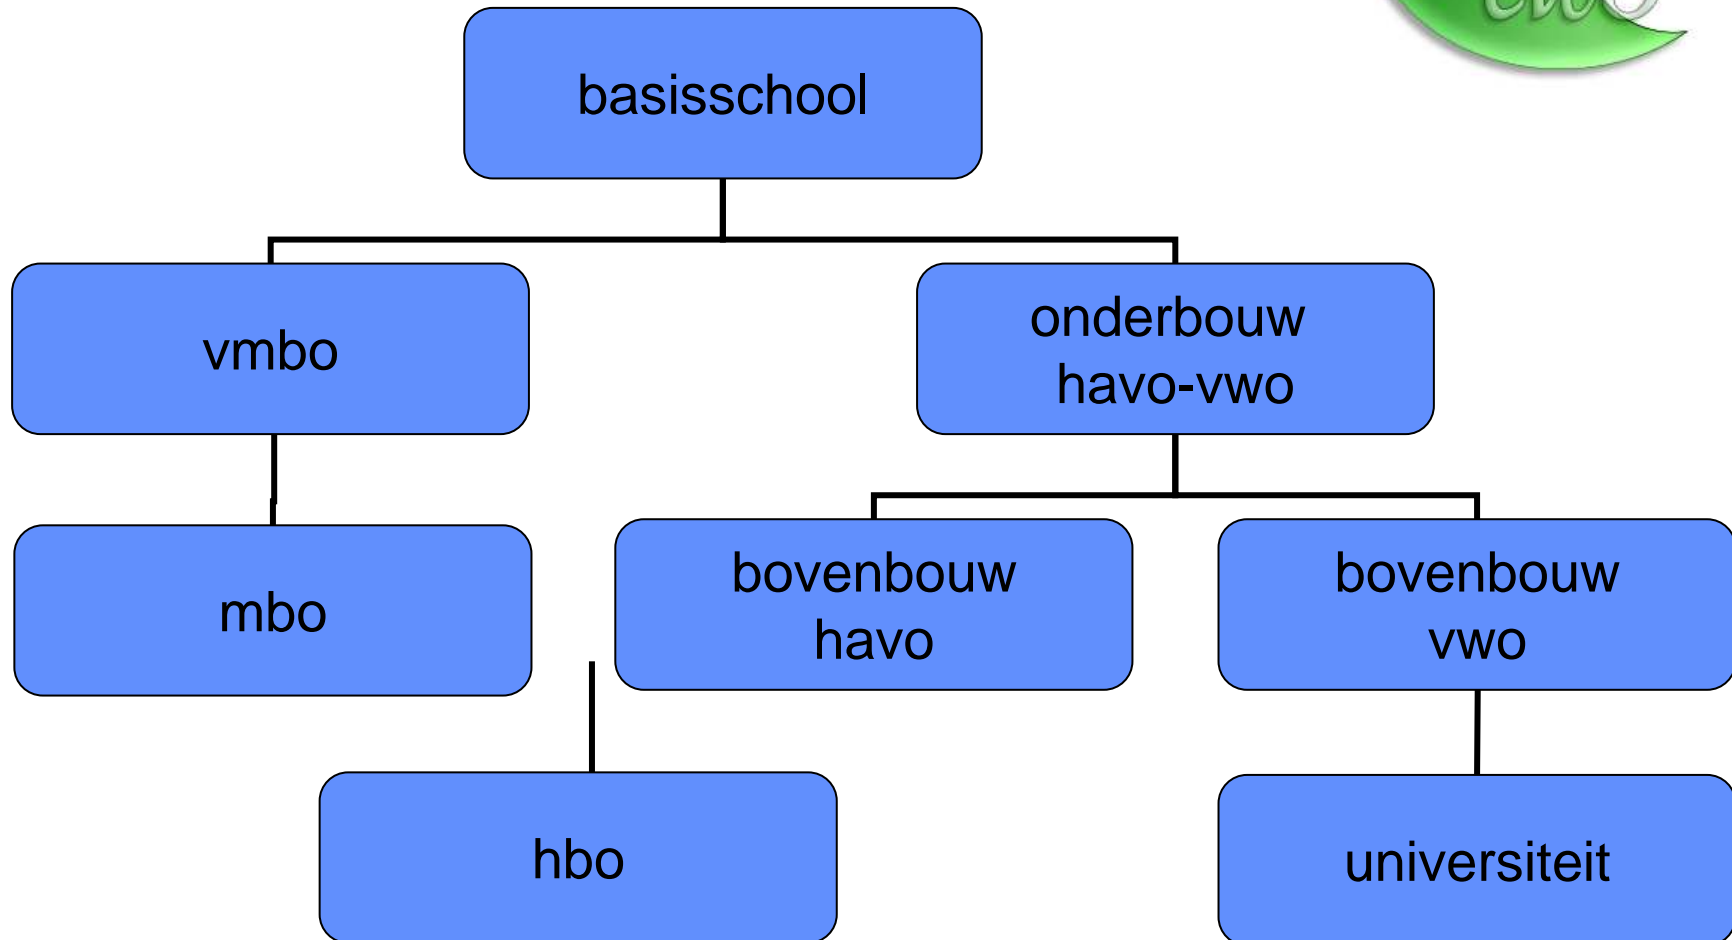 basisschool
vmbo
onderbouw
havo-vwo
mbo
bovenbouw
havo
bovenbouw
vwo
hbo
universiteit